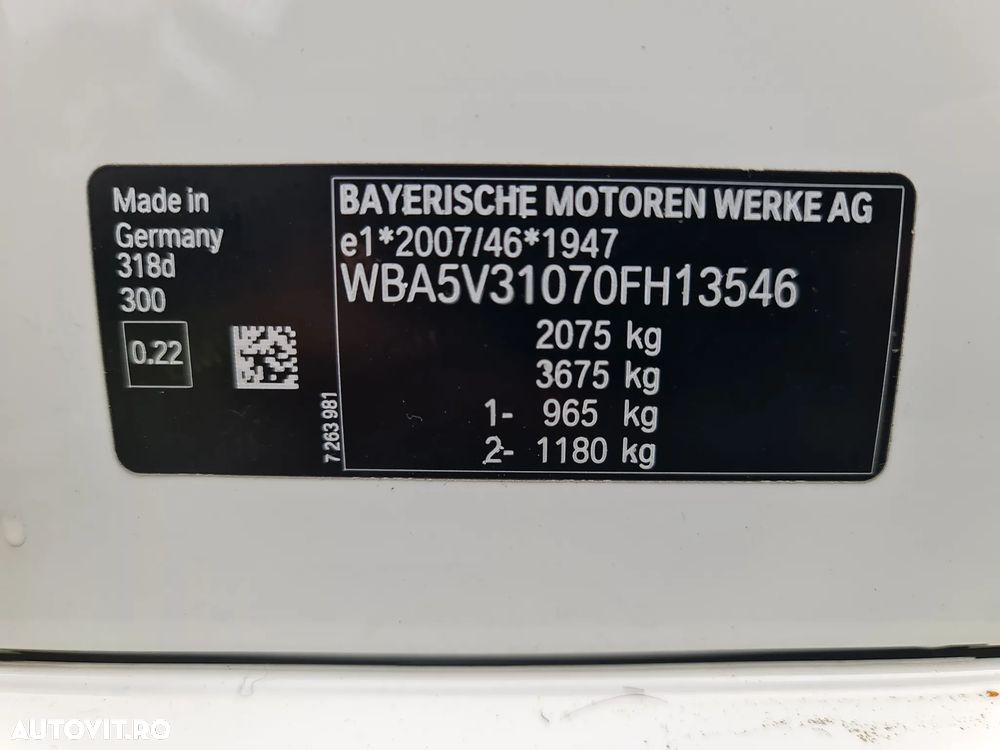 Made in
Germany
318d
300
0.22
7 263 981
BAYERISCHE MOTOREN WERKE AG
e1*2007/46*1947
WBA5V31070FH13546
2075 kg
3675 kg
1- 965 kg
2- 1180 kg
AUTOVIT.RO